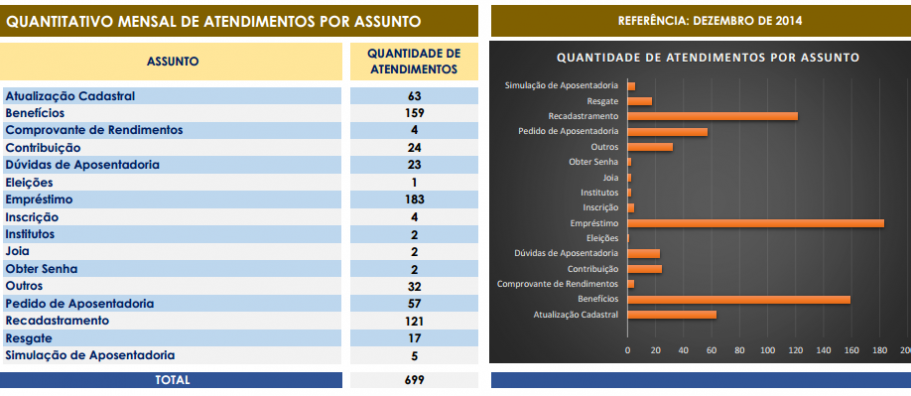 QUANTITATIVO MENSAL DE ATENDIMENTOS POR ASSUNTO
ASSUNTO
QUANTIDADE DE
ATENDIMENTOS
Atualização Cadastral 63
Benefícios 159
Comprovante de Rendimentos 4
Contribuição 24
Dúvidas de Aposentadoria 23
Eleições 1
Empréstimo 183
Inscrição 4
Institutos 2
Joia 2
Obter Senha 2
Outros 32
Pedido de Aposentadoria 57
Recadastramento 121
Resgate 17
Simulação de Aposentadoria 5
TOTAL 699
REFERÊNCIA: DEZEMBRO DE 2014
QUANTIDADE DE ATENDIMENTOS POR ASSUNTO
Simulação de Aposentadoria
Resgate
Recadastramento
Pedido de Aposentadoria
Outros
Obter Senha
Joia
Institutos
Inscrição
Empréstimo
Eleições
Dúvidas de Aposentadoria
Contribuição
Comprovante de Rendimentos
Benefícios
Atualização Cadastral
0 20 40 60 80 100 120 140 160 180